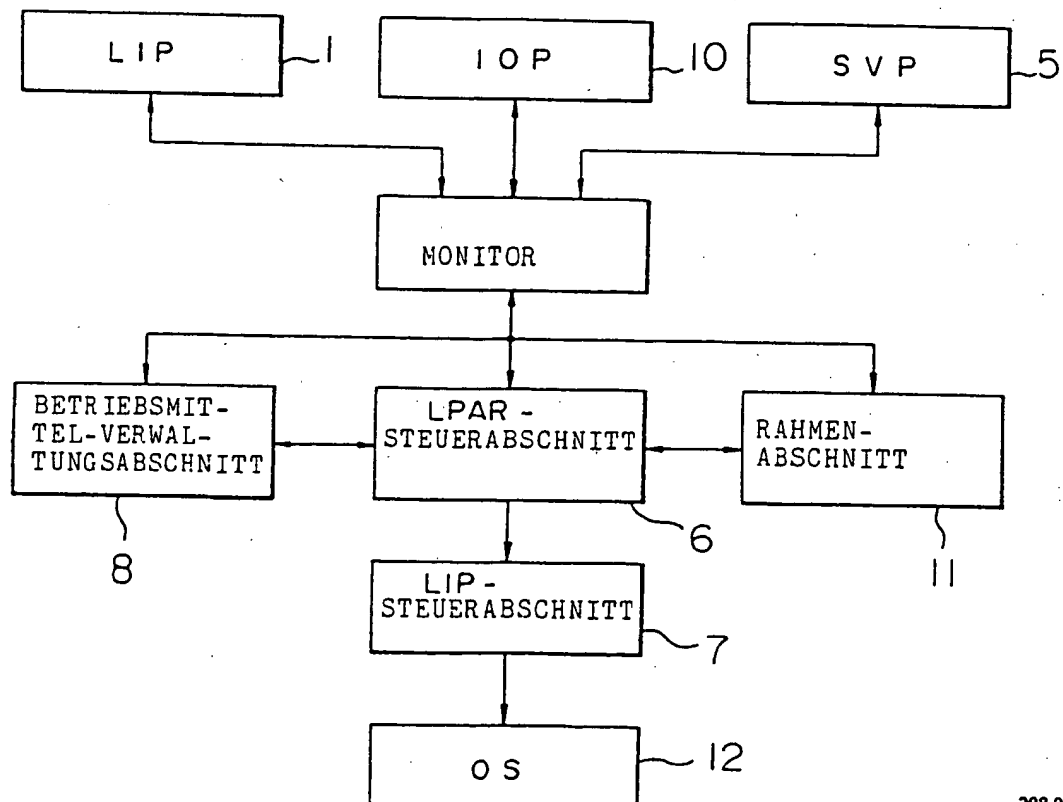 LIP
1
IOP
10
SVP
5
MONITOR
BETRIEBSMIT-
TEL-VERWAL-
TUNGSABSCHNITT
8
LPAR-
STEUERABSCHNITT
6
RAHMEN-
ABSCHNITT
11
LIP-
STEUERABSCHNITT
7
OS
12